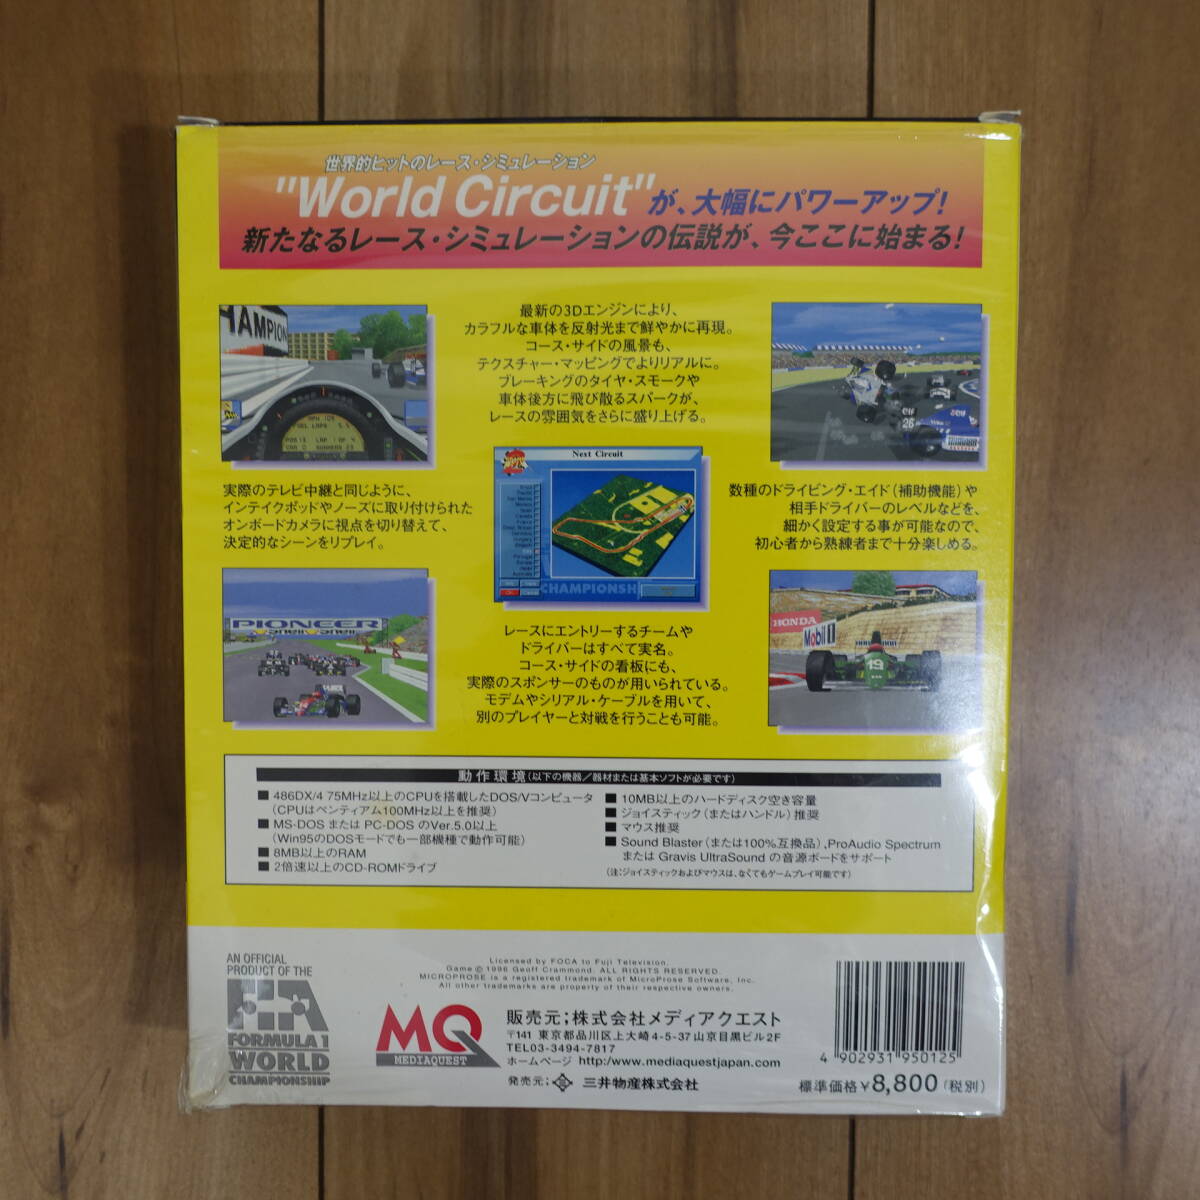 世界的ヒットのレース・シミュレーション
"World Circuit"が、大幅にパワーアップ!
新たなるレース・シミュレーションの伝説が、今ここに始まる!
最新の3Dエンジンにより、
カラフルな車体を反射光まで鮮やかに再現。
コース・サイドの風景も、
テクスチャー・マッピングでよりリアルに。
ブレーキングのタイヤ・スモークや
車体後方に飛び散るスパークが、
レースの雰囲気をさらに盛り上げる。
実際のテレビ中継と同じように、
インテイクポッドやノーズに取り付けられた
オンボードカメラに視点を切り替えて、
決定的なシーンをリプレイ。
Next Circuit
CHAMPIONSH
数種のドライビング・エイド(補助機能)や
相手ドライバーのレベルなどを、
細かく設定する事が可能なので、
初心者から熟練者まで十分楽しめる。
PIONEER
レースにエントリーするチームや
ドライバーはすべて実名。
コース・サイドの看板にも、
実際のスポンサーのものが用いられている。
モデムやシリアル・ケーブルを用いて、
別のプレイヤーと対戦を行うことも可能。
HONDA
Mobil 1
19
動作環境(以下の機器/器材または基本ソフトが必要です)
■ 486DX/4 75MHz以上のCPUを搭載したDOS/Vコンピュータ
(CPUはペンティアム100MHz以上を推奨)
■ MS-DOS または PC-DOS のVer.5.0以上
(Win95のDOSモードでも一部機種で動作可能)
■ 8MB以上のRAM
■ 2倍速以上のCD-ROMドライブ
■ 10MB以上のハードディスク空き容量
■ ジョイスティック(またはハンドル)推奨
■ マウス推奨
■ Sound Blaster(または100%互換品),ProAudio Spectrum
または Gravis UltraSound の音源ボードをサポート
(注:ジョイスティックおよびマウスは、なくてもゲームプレイ可能です)
AN OFFICIAL
PRODUCT OF THE
FIA
FORMULA 1
WORLD
CHAMPIONSHIP
Licensed by FOCA to Fuji Television.
Game © 1996 Geoff Crammond. ALL RIGHTS RESERVED.
MICROPROSE is a registered trademark of MicroProse Software, Inc.
All other trademarks are property of their respective owners.
MQ
MEDIAQUEST
販売元;株式会社メディアクエスト
〒141 東京都品川区上大崎4-5-37山京目黒ビル2F
TEL03-3494-7817
ホームページ http://www.mediaquestjapan.com
発売元; 三井物産株式会社
4 902931 950125
標準価格¥8,800(税別)